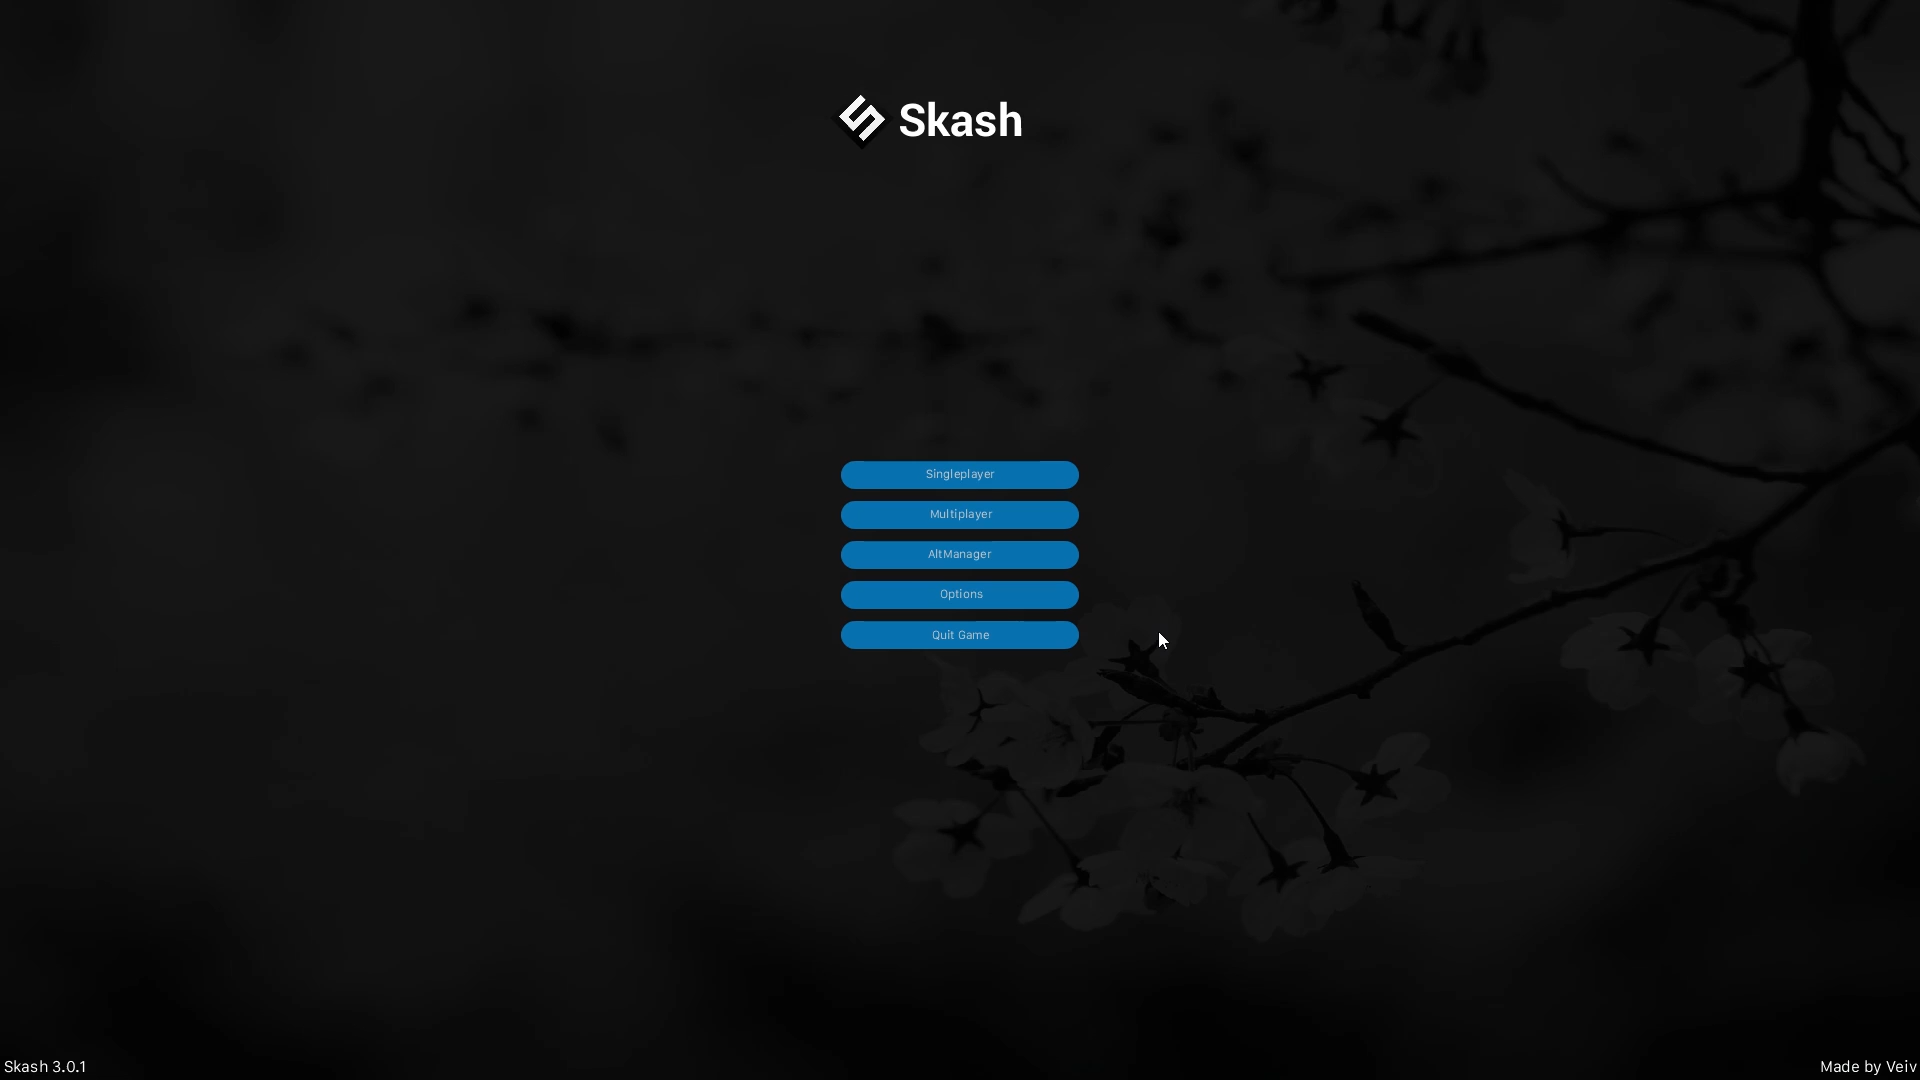 Skash
Singleplayer
Multiplayer
AltManager
Options
Quit Game
Skash 3.0.1
Made by Veiv